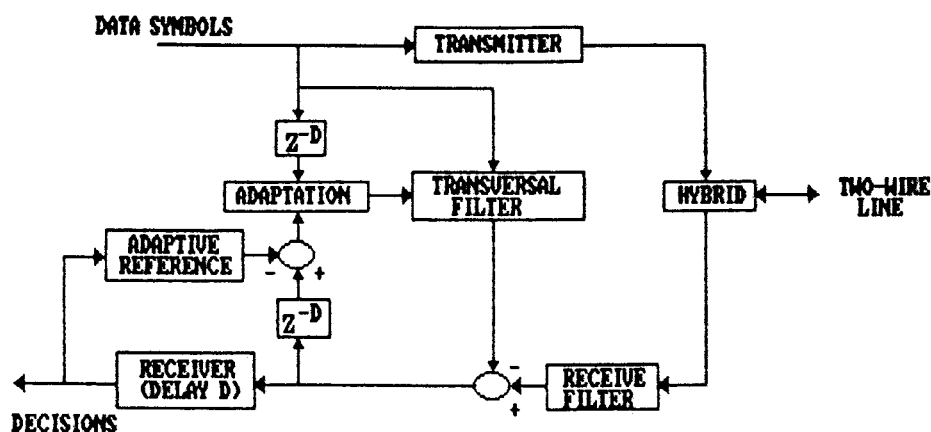 DATA SYMBOLS
TRANSMITTER
Z-D
ADAPTATION
TRANSVERSAL
FILTER
HYBRID
TWO-WIRE
LINE
ADAPTIVE
REFERENCE
-
+
Z-D
RECEIVER
(DELAY D)
-
+
RECEIVE
FILTER
DECISIONS